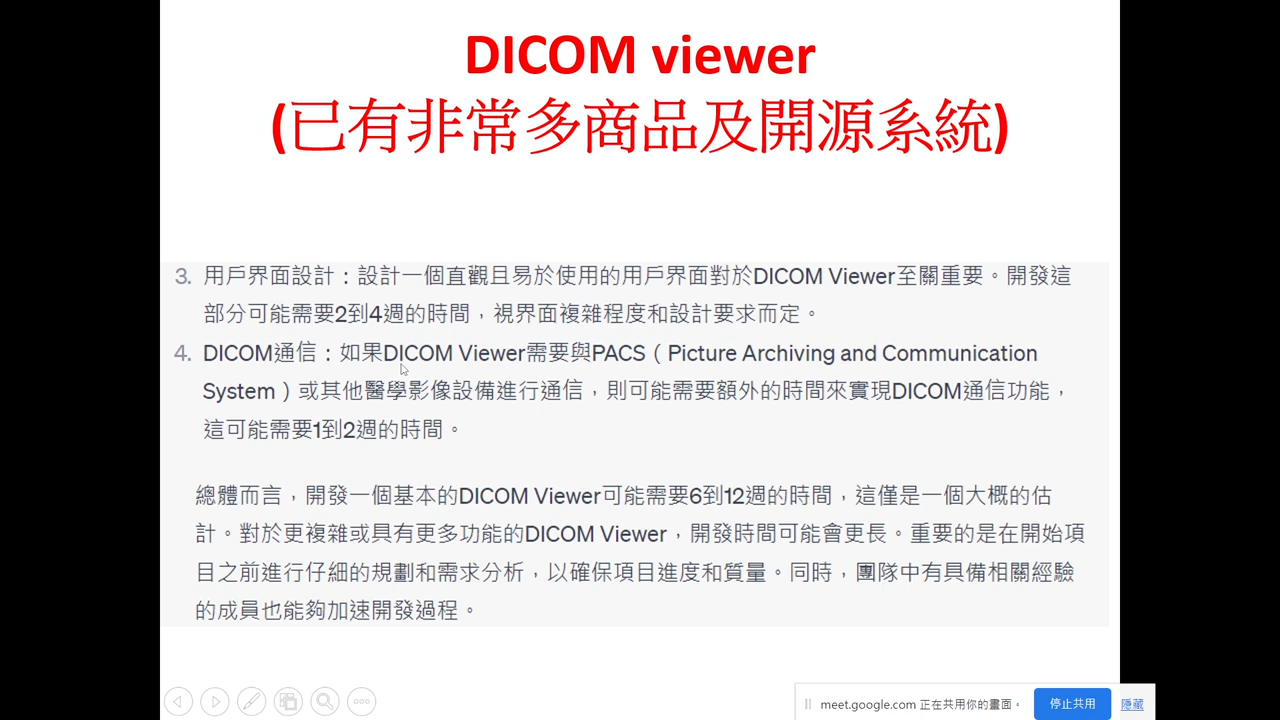 DICOM viewer
(已有非常多商品及開源系統)
3. 用戶界面設計：設計一個直觀且易於使用的用戶界面對於DICOM Viewer至關重要。開發這
部分可能需要2到4週的時間，視界面複雜程度和設計要求而定。
4. DICOM通信：如果DICOM Viewer需要與PACS（Picture Archiving and Communication
System）或其他醫學影像設備進行通信，則可能需要額外的時間來實現DICOM通信功能，
這可能需要1到2週的時間。
總體而言，開發一個基本的DICOM Viewer可能需要6到12週的時間，這僅是一個大概的估
計。對於更複雜或具有更多功能的DICOM Viewer，開發時間可能會更長。重要的是在開始項
目之前進行仔細的規劃和需求分析，以確保項目進度和質量。同時，團隊中有具備相關經驗
的成員也能夠加速開發過程。
meet.google.com 正在共用你的畫面。 停止共用 隱藏